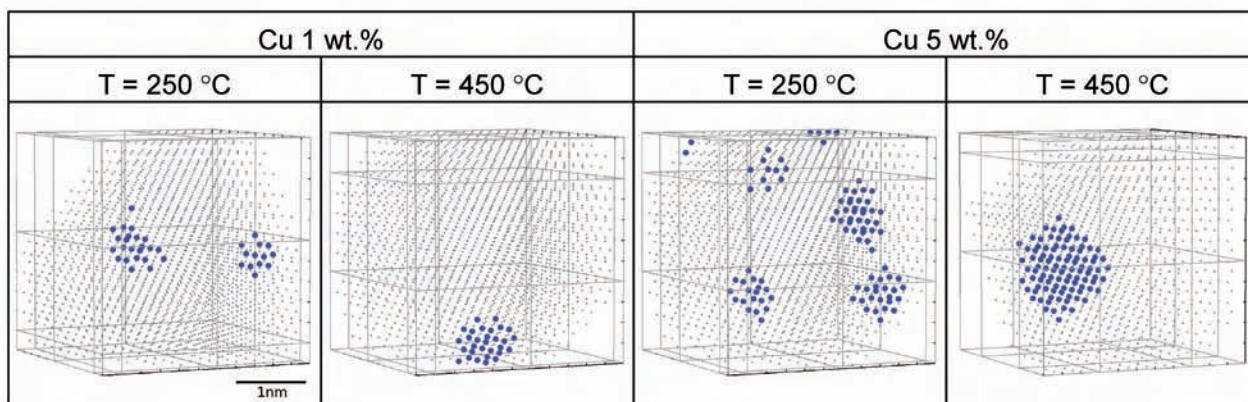 Cu 1 wt.%
Cu 5 wt.%
T = 250 °C
T = 450 °C
T = 250 °C
T = 450 °C
1nm